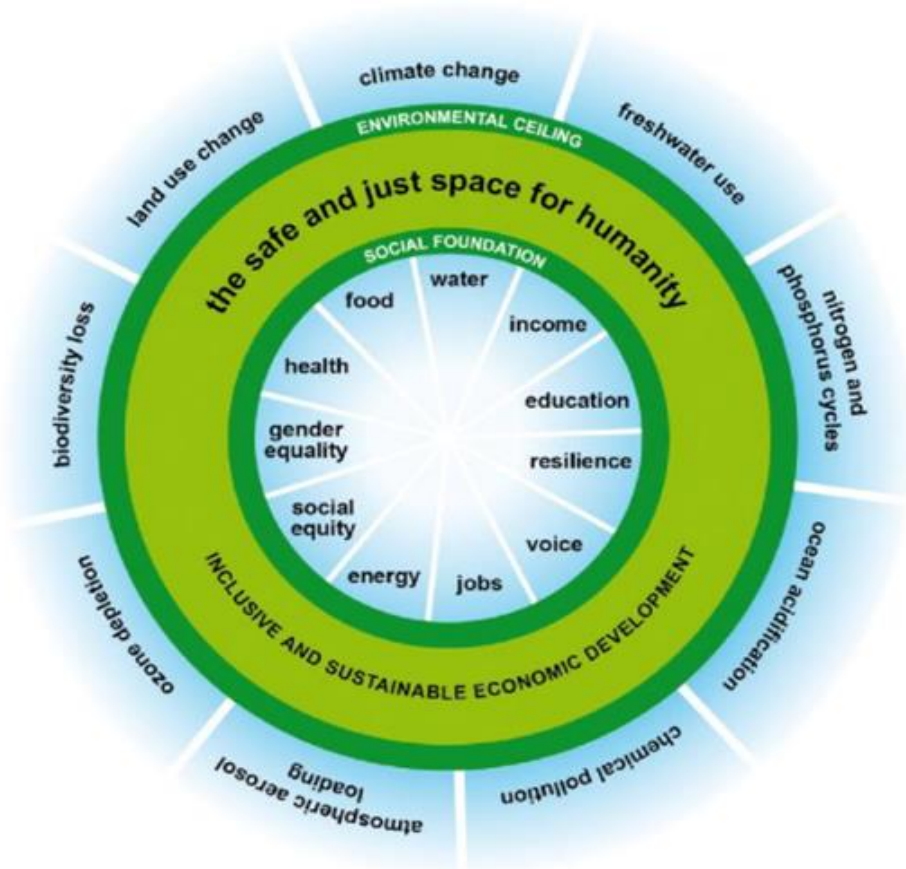 climate change
freshwater use
nitrogen and
phosphorus cycles
ocean acidification
chemical pollution
atmospheric aerosol
loading
ozone depletion
biodiversity loss
land use change
ENVIRONMENTAL CEILING
the safe and just space for humanity
SOCIAL FOUNDATION
water
income
education
resilience
voice
jobs
energy
social
equity
gender
equality
health
food
INCLUSIVE AND SUSTAINABLE ECONOMIC DEVELOPMENT